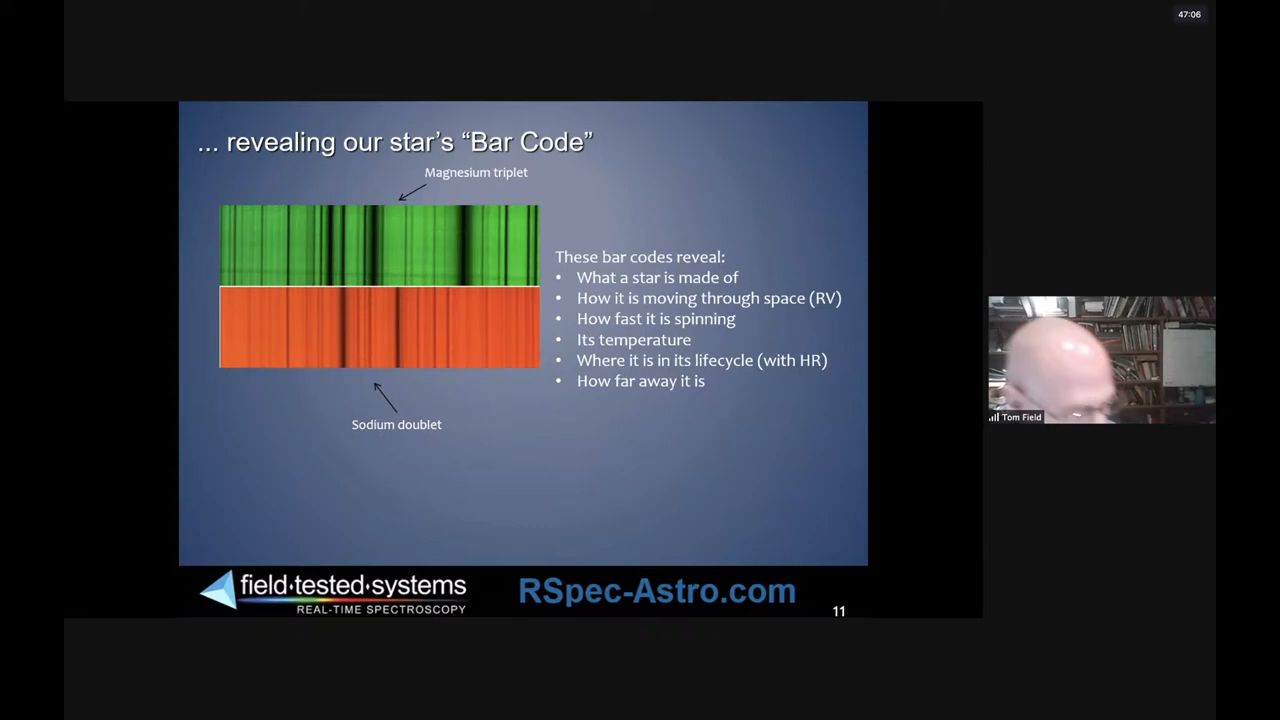 47:06
... revealing our star's “Bar Code”
Magnesium triplet
These bar codes reveal:
• What a star is made of
• How it is moving through space (RV)
• How fast it is spinning
• Its temperature
• Where it is in its lifecycle (with HR)
• How far away it is
Sodium doublet
Tom Field
field·tested·systems
REAL-TIME SPECTROSCOPY
RSpec-Astro.com
11